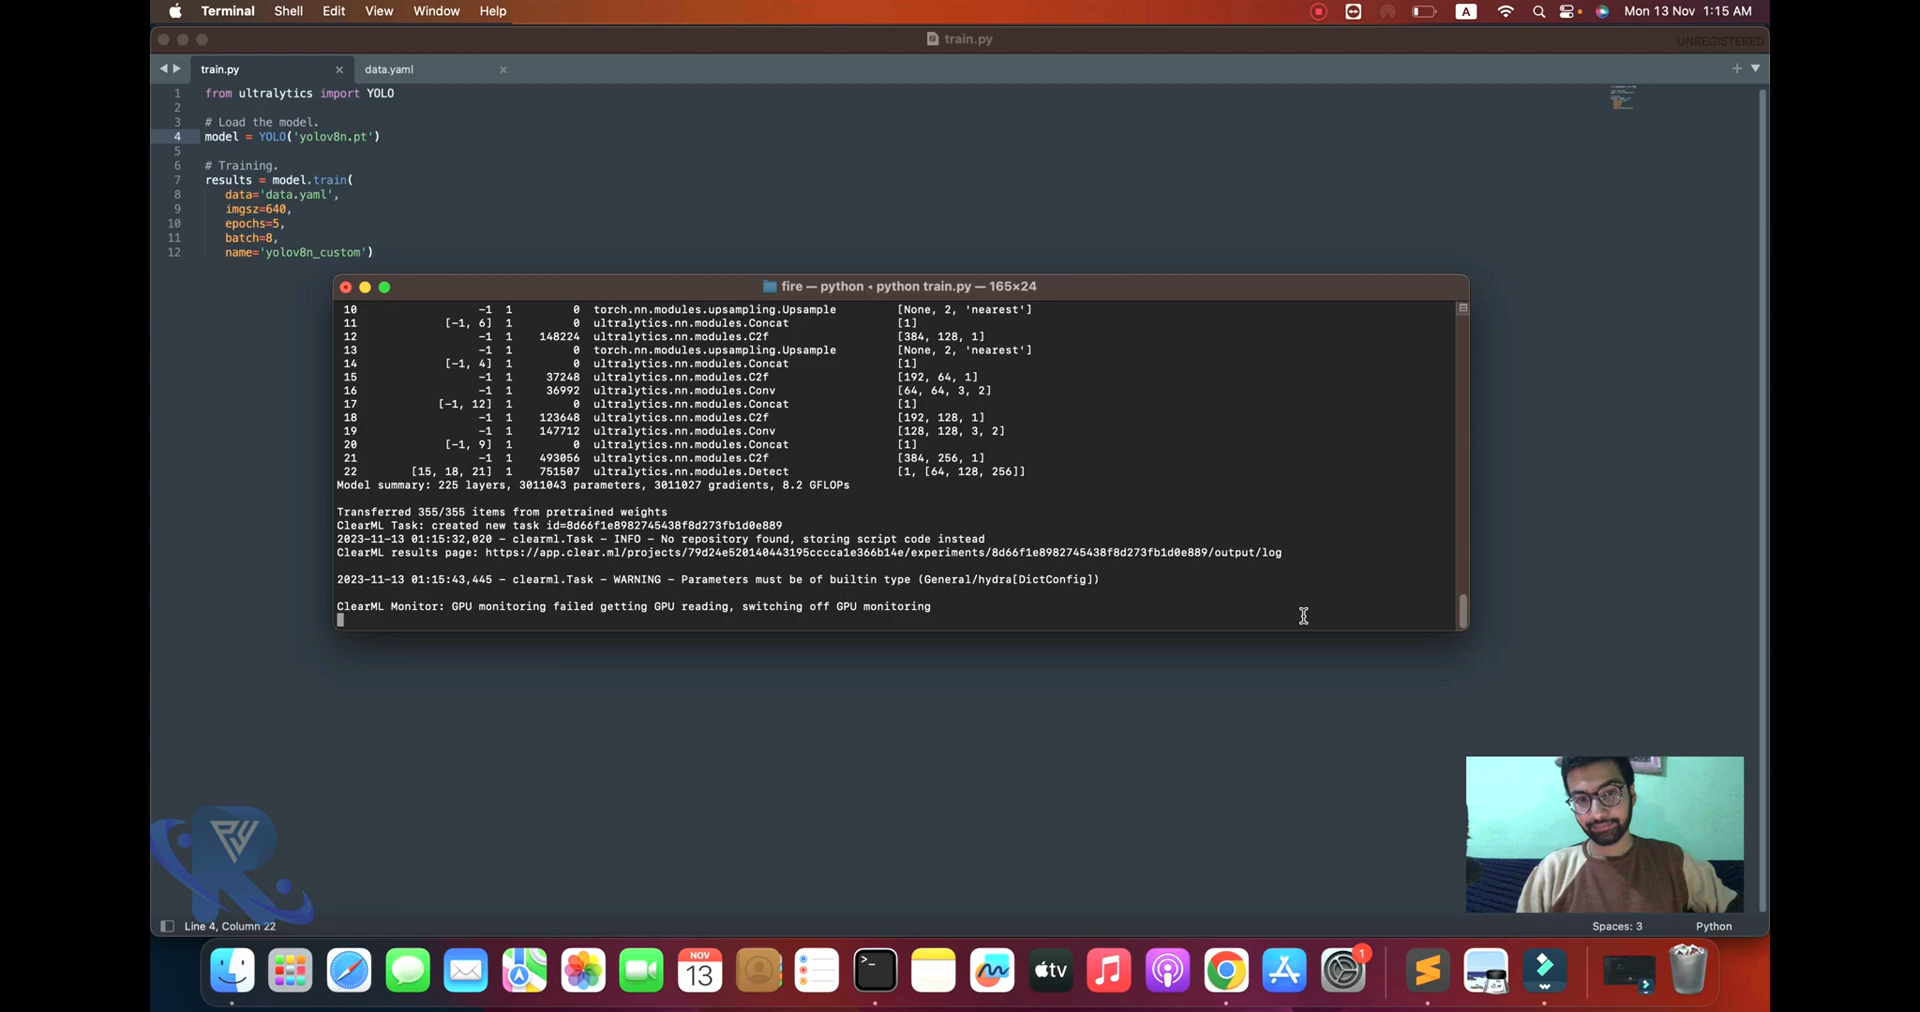 Terminal Shell Edit View Window Help A Mon 13 Nov 1:15 AM
train.py UNREGISTERED
train.py data.yaml
1 from ultralytics import YOLO
2
3 # Load the model.
4 model = YOLO('yolov8n.pt')
5
6 # Training.
7 results = model.train(
8 data='data.yaml',
9 imgsz=640,
10 epochs=5,
11 batch=8,
12 name='yolov8n_custom')
fire — python ◂ python train.py — 165×24
10 -1 1 0 torch.nn.modules.upsampling.Upsample [None, 2, 'nearest']
11 [-1, 6] 1 0 ultralytics.nn.modules.Concat [1]
12 -1 1 148224 ultralytics.nn.modules.C2f [384, 128, 1]
13 -1 1 0 torch.nn.modules.upsampling.Upsample [None, 2, 'nearest']
14 [-1, 4] 1 0 ultralytics.nn.modules.Concat [1]
15 -1 1 37248 ultralytics.nn.modules.C2f [192, 64, 1]
16 -1 1 36992 ultralytics.nn.modules.Conv [64, 64, 3, 2]
17 [-1, 12] 1 0 ultralytics.nn.modules.Concat [1]
18 -1 1 123648 ultralytics.nn.modules.C2f [192, 128, 1]
19 -1 1 147712 ultralytics.nn.modules.Conv [128, 128, 3, 2]
20 [-1, 9] 1 0 ultralytics.nn.modules.Concat [1]
21 -1 1 493056 ultralytics.nn.modules.C2f [384, 256, 1]
22 [15, 18, 21] 1 751507 ultralytics.nn.modules.Detect [1, [64, 128, 256]]
Model summary: 225 layers, 3011043 parameters, 3011027 gradients, 8.2 GFLOPs
Transferred 355/355 items from pretrained weights
ClearML Task: created new task id=8d66f1e8982745438f8d273fb1d0e889
2023-11-13 01:15:32,020 - clearml.Task - INFO - No repository found, storing script code instead
ClearML results page: https://app.clear.ml/projects/79d24e520140443195cccca1e366b14e/experiments/8d66f1e8982745438f8d273fb1d0e889/output/log
2023-11-13 01:15:43,445 - clearml.Task - WARNING - Parameters must be of builtin type (General/hydra[DictConfig])
ClearML Monitor: GPU monitoring failed getting GPU reading, switching off GPU monitoring
Line 4, Column 22 Spaces: 3 Python
NOV
13
tv
1